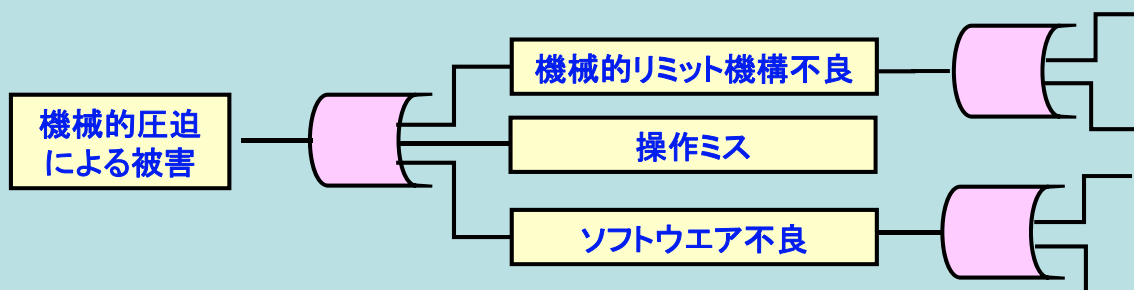 機械的圧迫
による被害
機械的リミット機構不良
操作ミス
ソフトウエア不良